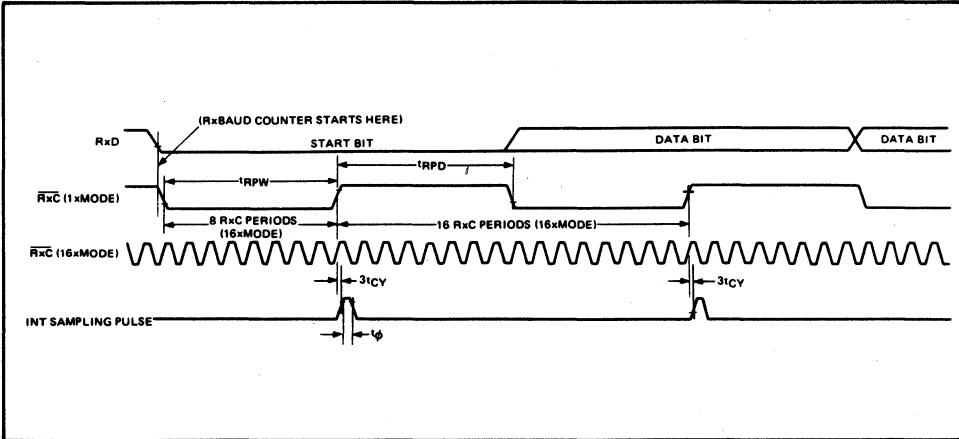 (RxBAUD COUNTER STARTS HERE)
RxD
START BIT
DATA BIT
DATA BIT
tRPD
tRPW
RxC (1xMODE)
8 RxC PERIODS
(16xMODE)
16 RxC PERIODS (16xMODE)
RxC (16xMODE)
3tCY
3tCY
INT SAMPLING PULSE
tϕ